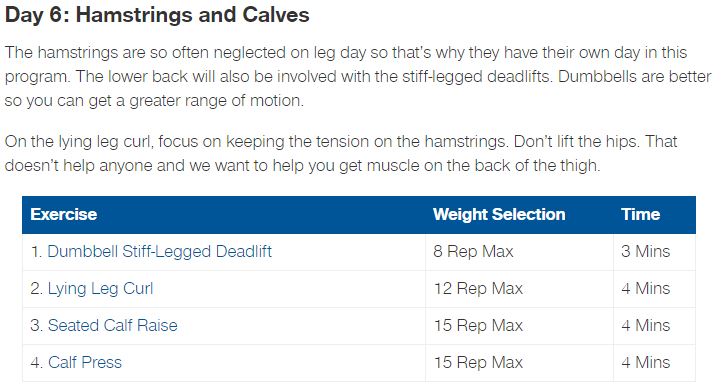 Day 6: Hamstrings and Calves
The hamstrings are so often neglected on leg day so that's why they have their own day in this
program. The lower back will also be involved with the stiff-legged deadlifts. Dumbbells are better
so you can get a greater range of motion.
On the lying leg curl, focus on keeping the tension on the hamstrings. Don't lift the hips. That
doesn't help anyone and we want to help you get muscle on the back of the thigh.
Exercise Weight Selection Time
1. Dumbbell Stiff-Legged Deadlift 8 Rep Max 3 Mins
2. Lying Leg Curl 12 Rep Max 4 Mins
3. Seated Calf Raise 15 Rep Max 4 Mins
4. Calf Press 15 Rep Max 4 Mins